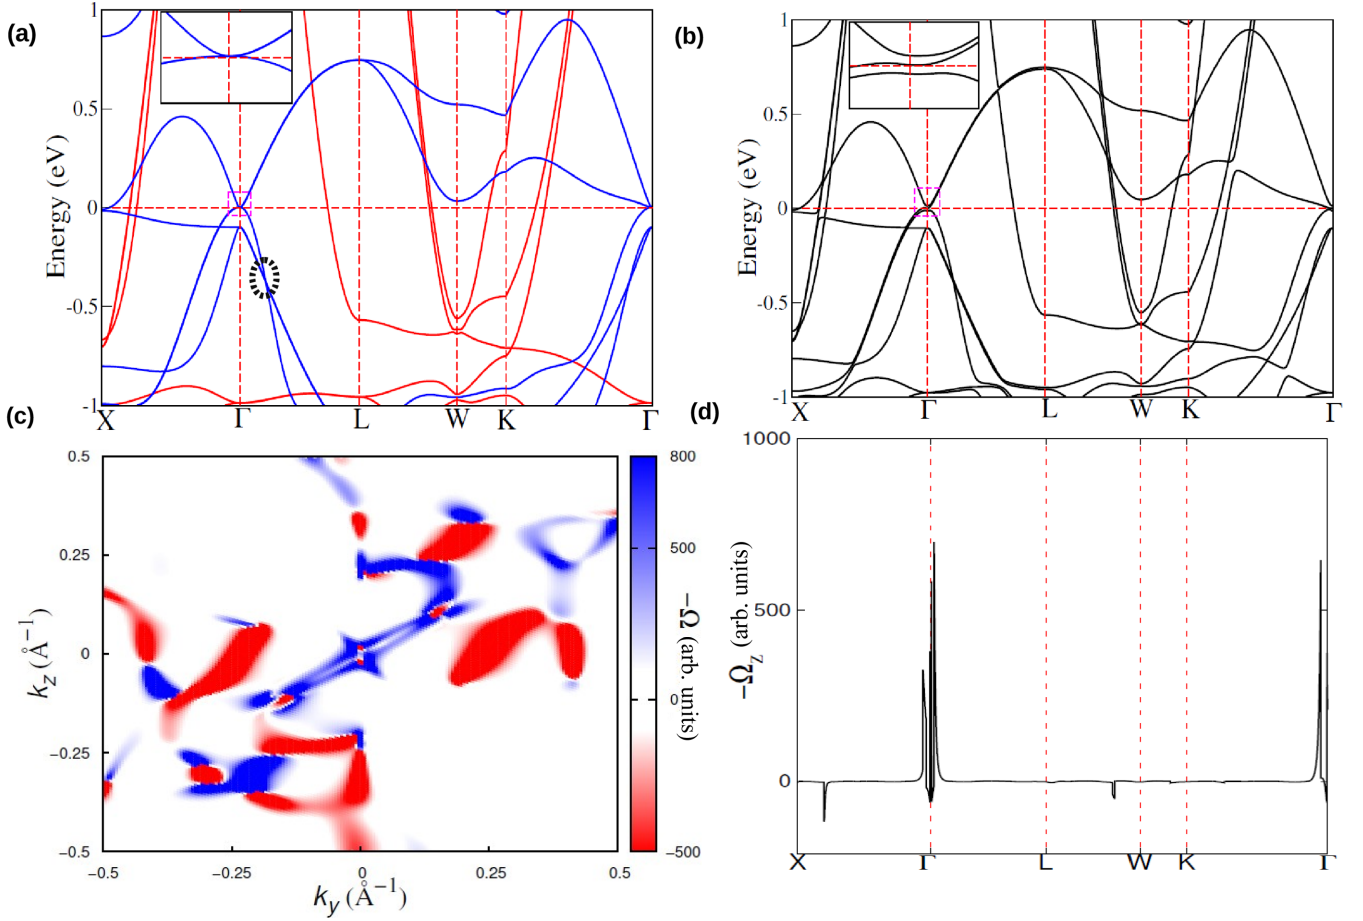 (a)
1
0.5
0
-0.5
-1
Energy (eV)
X Γ L W K Γ
(b)
1
0.5
0
-0.5
-1
Energy (eV)
X Γ L W K Γ
(c)
0.5
0.25
0
−0.25
−0.5
k_z (Å⁻¹)
−0.5 −0.25 0 0.25 0.5
k_y (Å⁻¹)
800
500
0
−500
−Ω (arb. units)
(d)
1000
500
0
−Ω_Z (arb. units)
X Γ L W K Γ